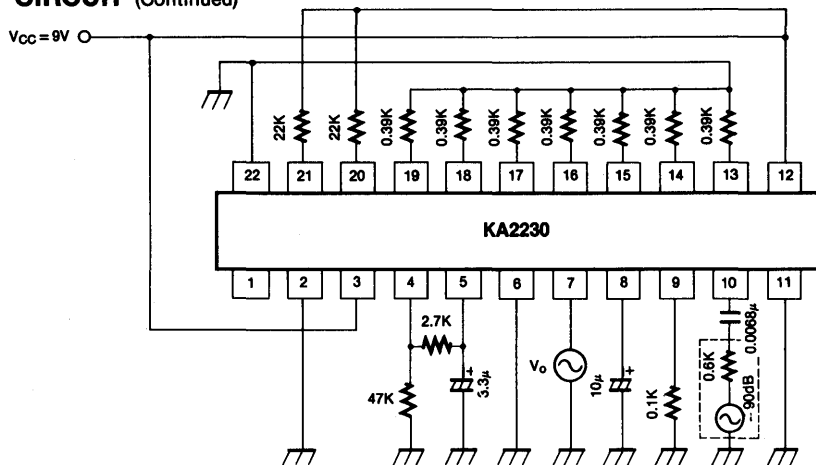 CIRCUIT (Continued)
VCC = 9V
22K
22K
0.39K
0.39K
0.39K
0.39K
0.39K
0.39K
0.39K
22
21
20
19
18
17
16
15
14
13
12
KA2230
1
2
3
4
5
6
7
8
9
10
11
2.7K
0.0068μ
47K
3.3μ
+
Vo
10μ
+
0.1K
0.6K
-90dB